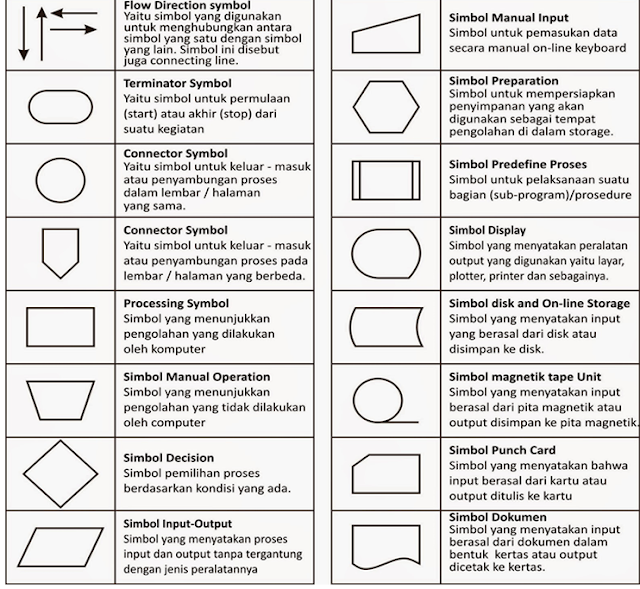 Flow Direction symbol
Yaitu simbol yang digunakan
untuk menghubungkan antara
simbol yang satu dengan simbol
yang lain. Simbol ini disebut
juga connecting line.
Terminator Symbol
Yaitu simbol untuk permulaan
(start) atau akhir (stop) dari
suatu kegiatan
Connector Symbol
Yaitu simbol untuk keluar - masuk
atau penyambungan proses
dalam lembar / halaman
yang sama.
Connector Symbol
Yaitu simbol untuk keluar - masuk
atau penyambungan proses pada
lembar / halaman yang berbeda.
Processing Symbol
Simbol yang menunjukkan
pengolahan yang dilakukan
oleh komputer
Simbol Manual Operation
Simbol yang menunjukkan
pengolahan yang tidak dilakukan
oleh computer
Simbol Decision
Simbol pemilihan proses
berdasarkan kondisi yang ada.
Simbol Input-Output
Simbol yang menyatakan proses
input dan output tanpa tergantung
dengan jenis peralatannya
Simbol Manual Input
Simbol untuk pemasukan data
secara manual on-line keyboard
Simbol Preparation
Simbol untuk mempersiapkan
penyimpanan yang akan
digunakan sebagai tempat
pengolahan di dalam storage.
Simbol Predefine Proses
Simbol untuk pelaksanaan suatu
bagian (sub-program)/prosedure
Simbol Display
Simbol yang menyatakan peralatan
output yang digunakan yaitu layar,
plotter, printer dan sebagainya.
Simbol disk and On-line Storage
Simbol yang menyatakan input
yang berasal dari disk atau
disimpan ke disk.
Simbol magnetik tape Unit
Simbol yang menyatakan input
berasal dari pita magnetik atau
output disimpan ke pita magnetik.
Simbol Punch Card
Simbol yang menyatakan bahwa
input berasal dari kartu atau
output ditulis ke kartu
Simbol Dokumen
Simbol yang menyatakan input
berasal dari dokumen dalam
bentuk kertas atau output
dicetak ke kertas.